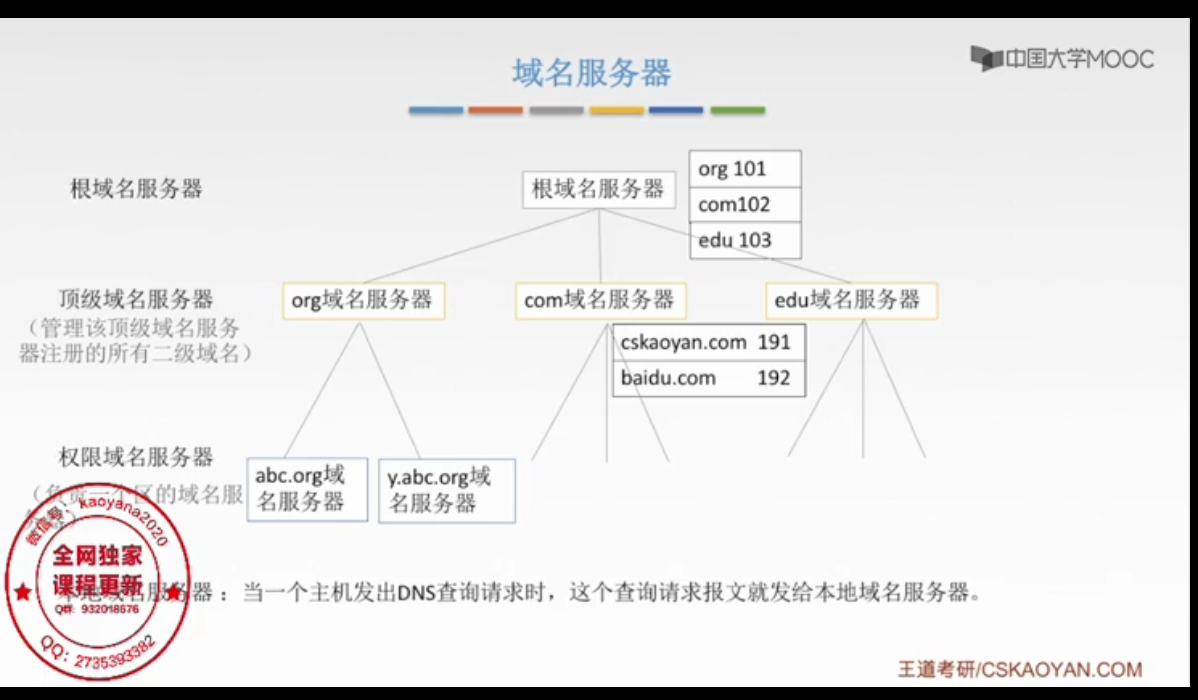 中国大学MOOC
域名服务器
根域名服务器
根域名服务器
org 101
com102
edu 103
顶级域名服务器
（管理该顶级域名服务
器注册的所有二级域名）
org域名服务器
com域名服务器
edu域名服务器
cskaoyan.com 191
baidu.com 192
权限域名服务器
（负责一个区的域名服
abc.org域
名服务器
y.abc.org域
名服务器
微信号：kaoyana2020
全网独家
课程更新
932018676
QQ：2735393382
域名服务器：当一个主机发出DNS查询请求时，这个查询请求报文就发给本地域名服务器。
王道考研/CSKAOYAN.COM